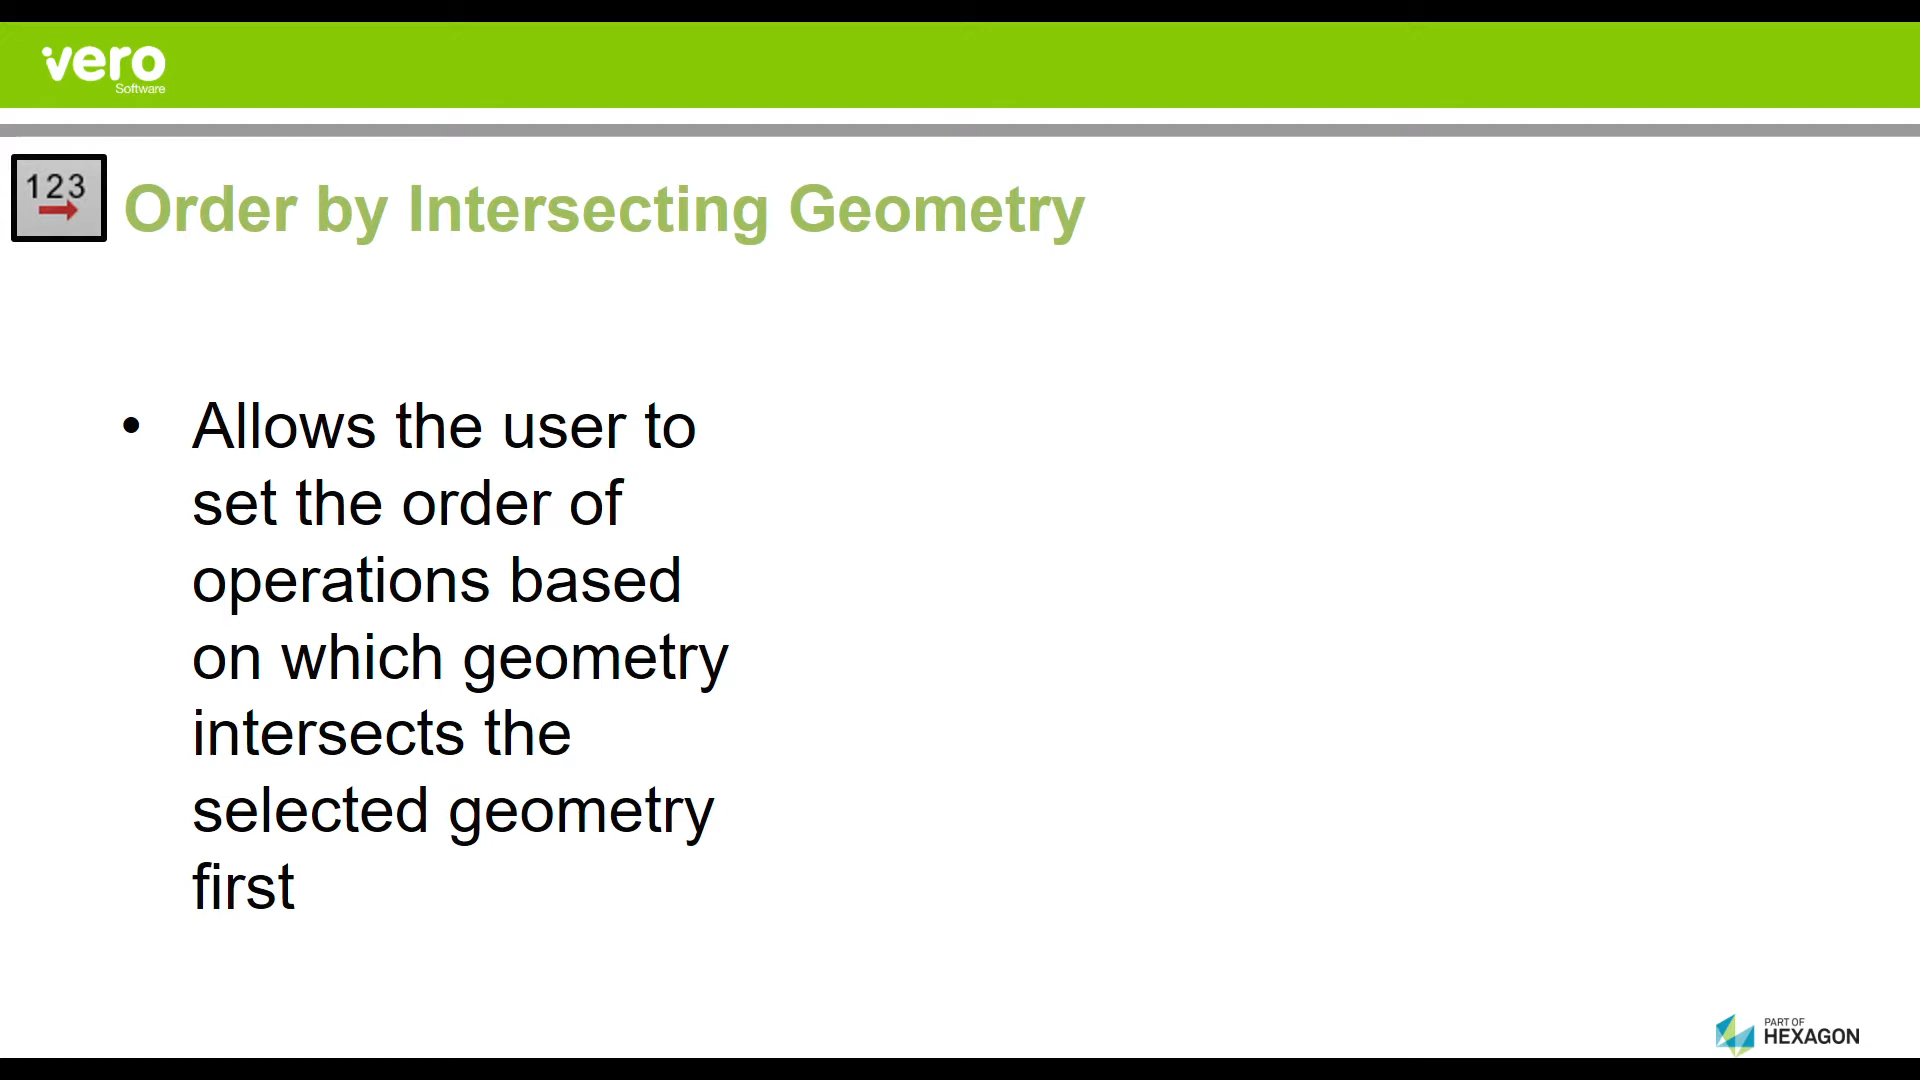 vero
Software
123
Order by Intersecting Geometry
• Allows the user to
set the order of
operations based
on which geometry
intersects the
selected geometry
first
PART OF
HEXAGON